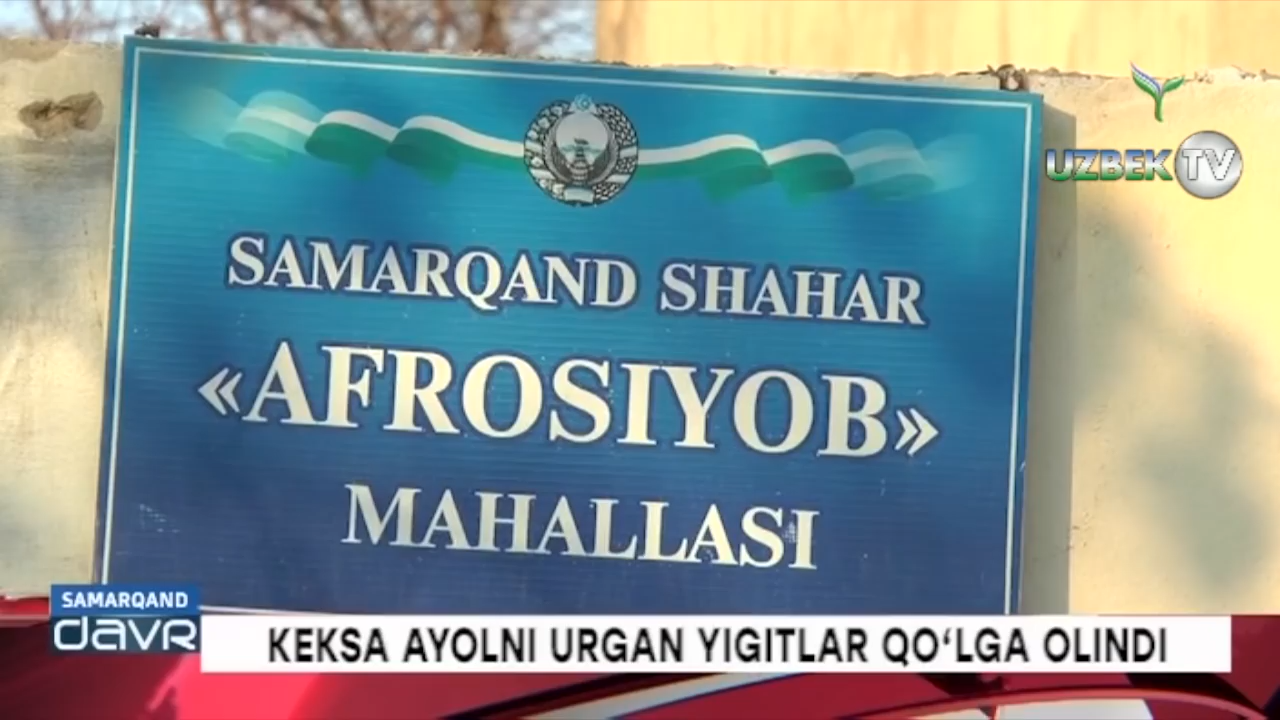 UZBEK TV
SAMARQAND SHAHAR
«AFROSIYOB»
MAHALLASI
SAMARQAND
DAVR
KEKSA AYOLNI URGAN YIGITLAR QO‘LGA OLINDI